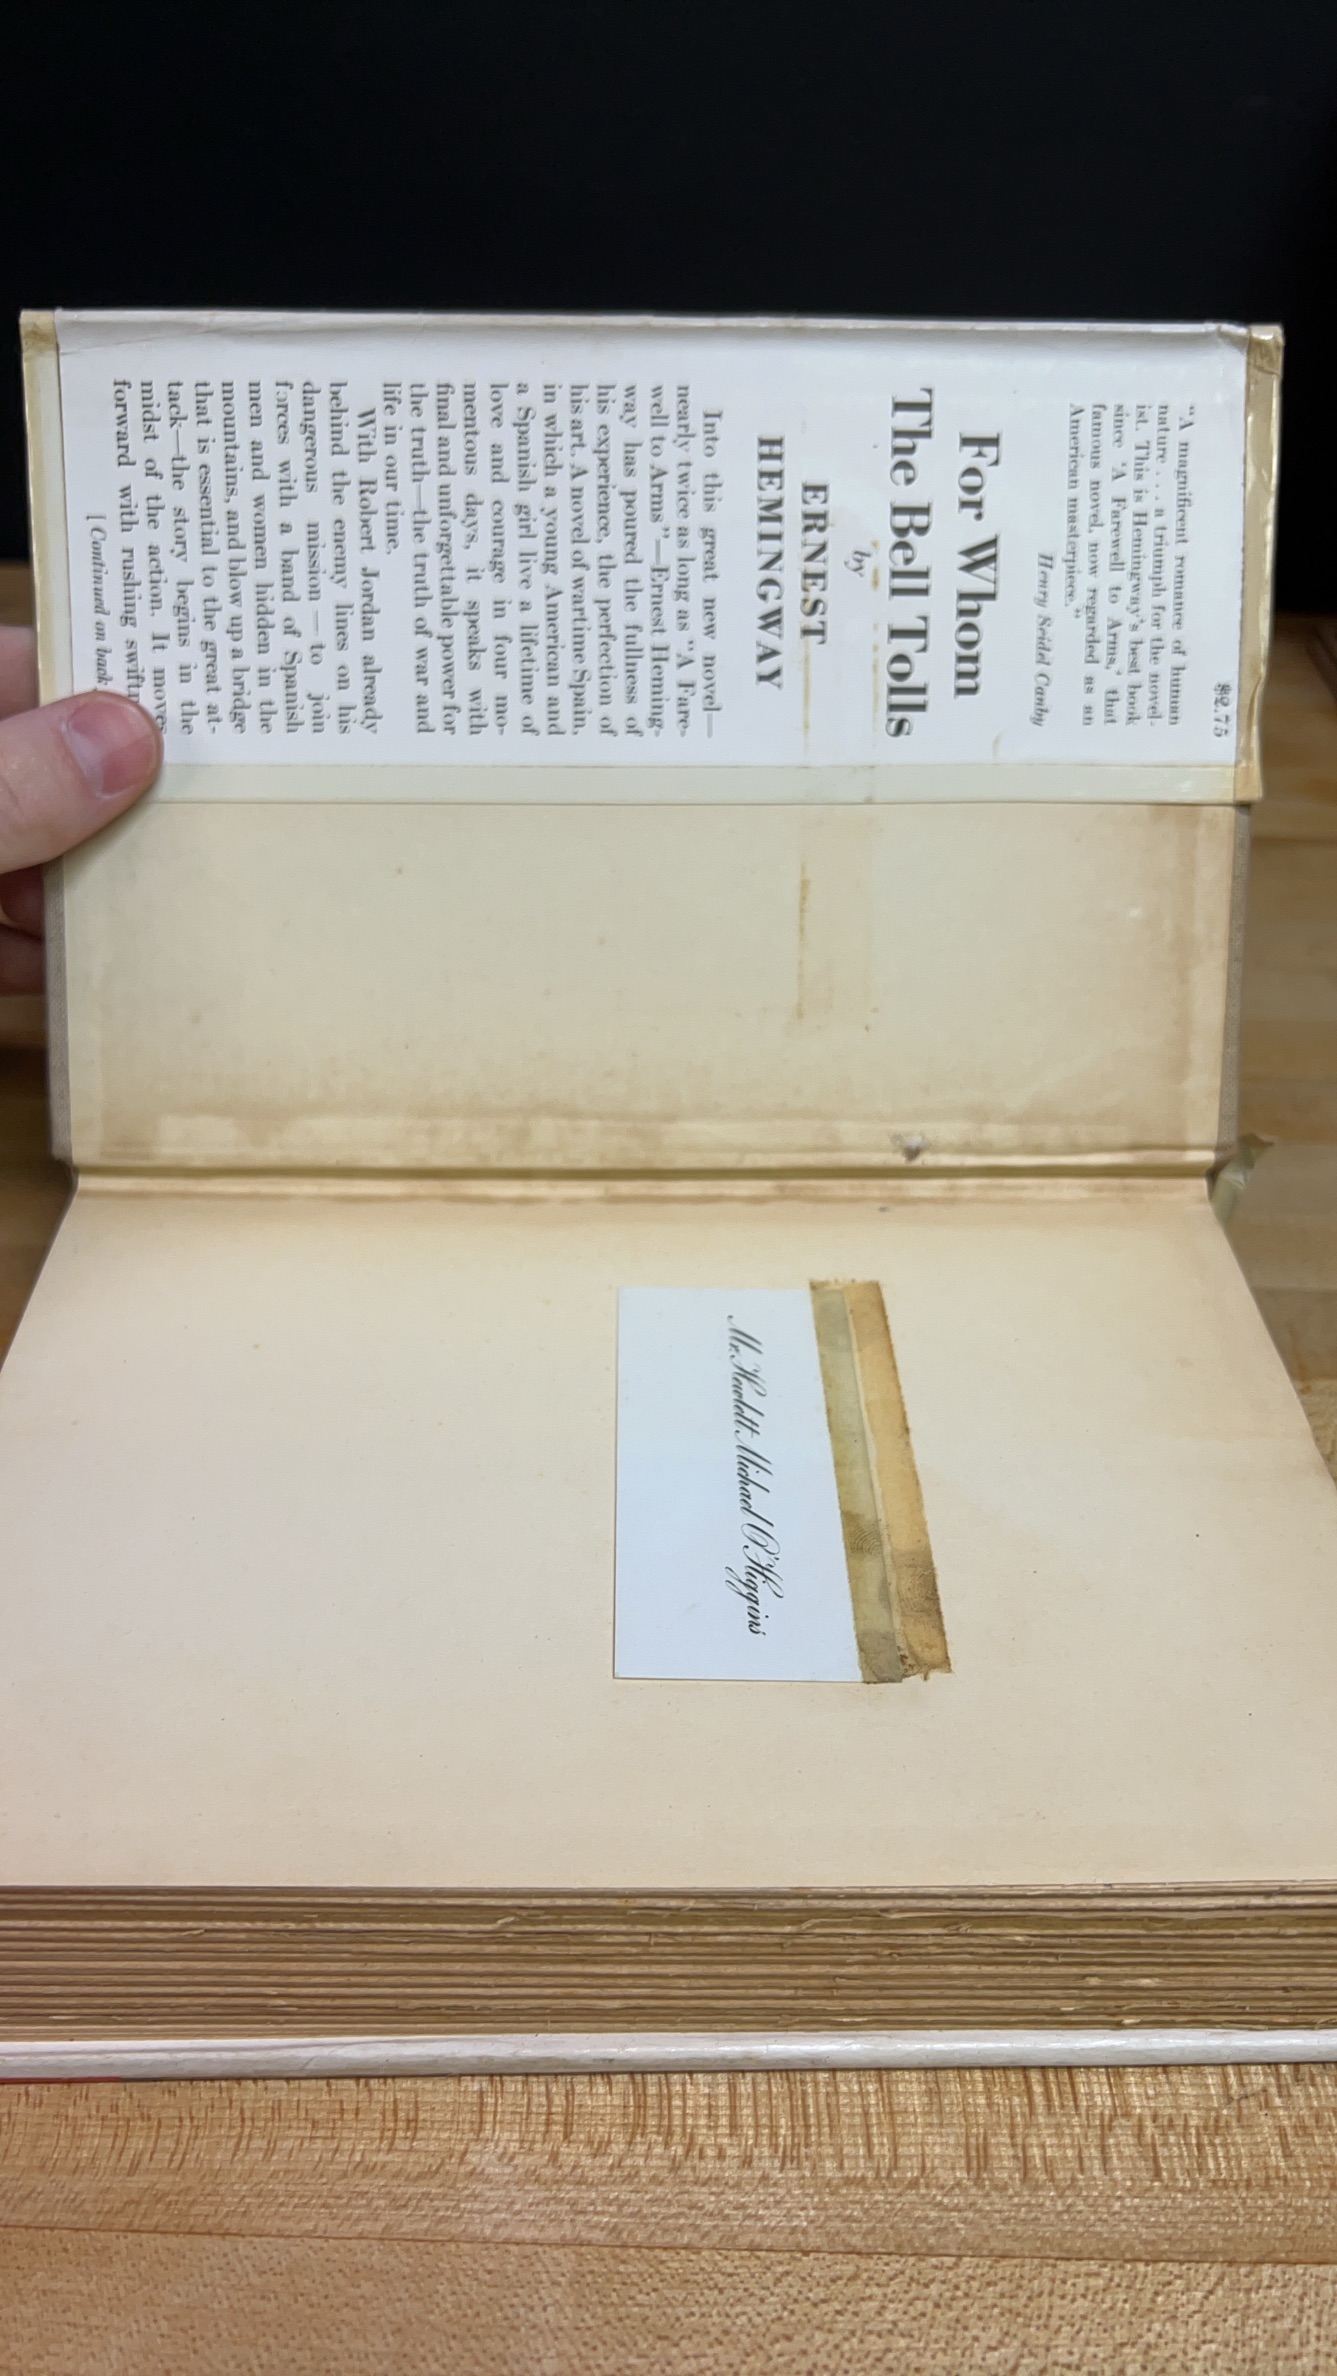 $2.75
"A magnificent romance of human
nature . . . a triumph for the novel-
ist. This is Hemingway's best book
since 'A Farewell to Arms,' that
famous novel, now regarded as an
American masterpiece."
Henry Seidel Canby
For Whom
The Bell Tolls
by
ERNEST
HEMINGWAY
Into this great new novel—
nearly twice as long as "A Fare-
well to Arms"—Ernest Heming-
way has poured the fullness of
his experience, the perfection of
his art. A novel of wartime Spain,
in which a young American and
a Spanish girl live a lifetime of
love and courage in four mo-
mentous days, it speaks with
final and unforgettable power for
the truth—the truth of war and
life in our time.
With Robert Jordan already
behind the enemy lines on his
dangerous mission — to join
forces with a band of Spanish
men and women hidden in the
mountains, and blow up a bridge
that is essential to the great at-
tack—the story begins in the
midst of the action. It moves
forward with rushing
[Continued on back
Mr. Hewlett Michael O'Higgins